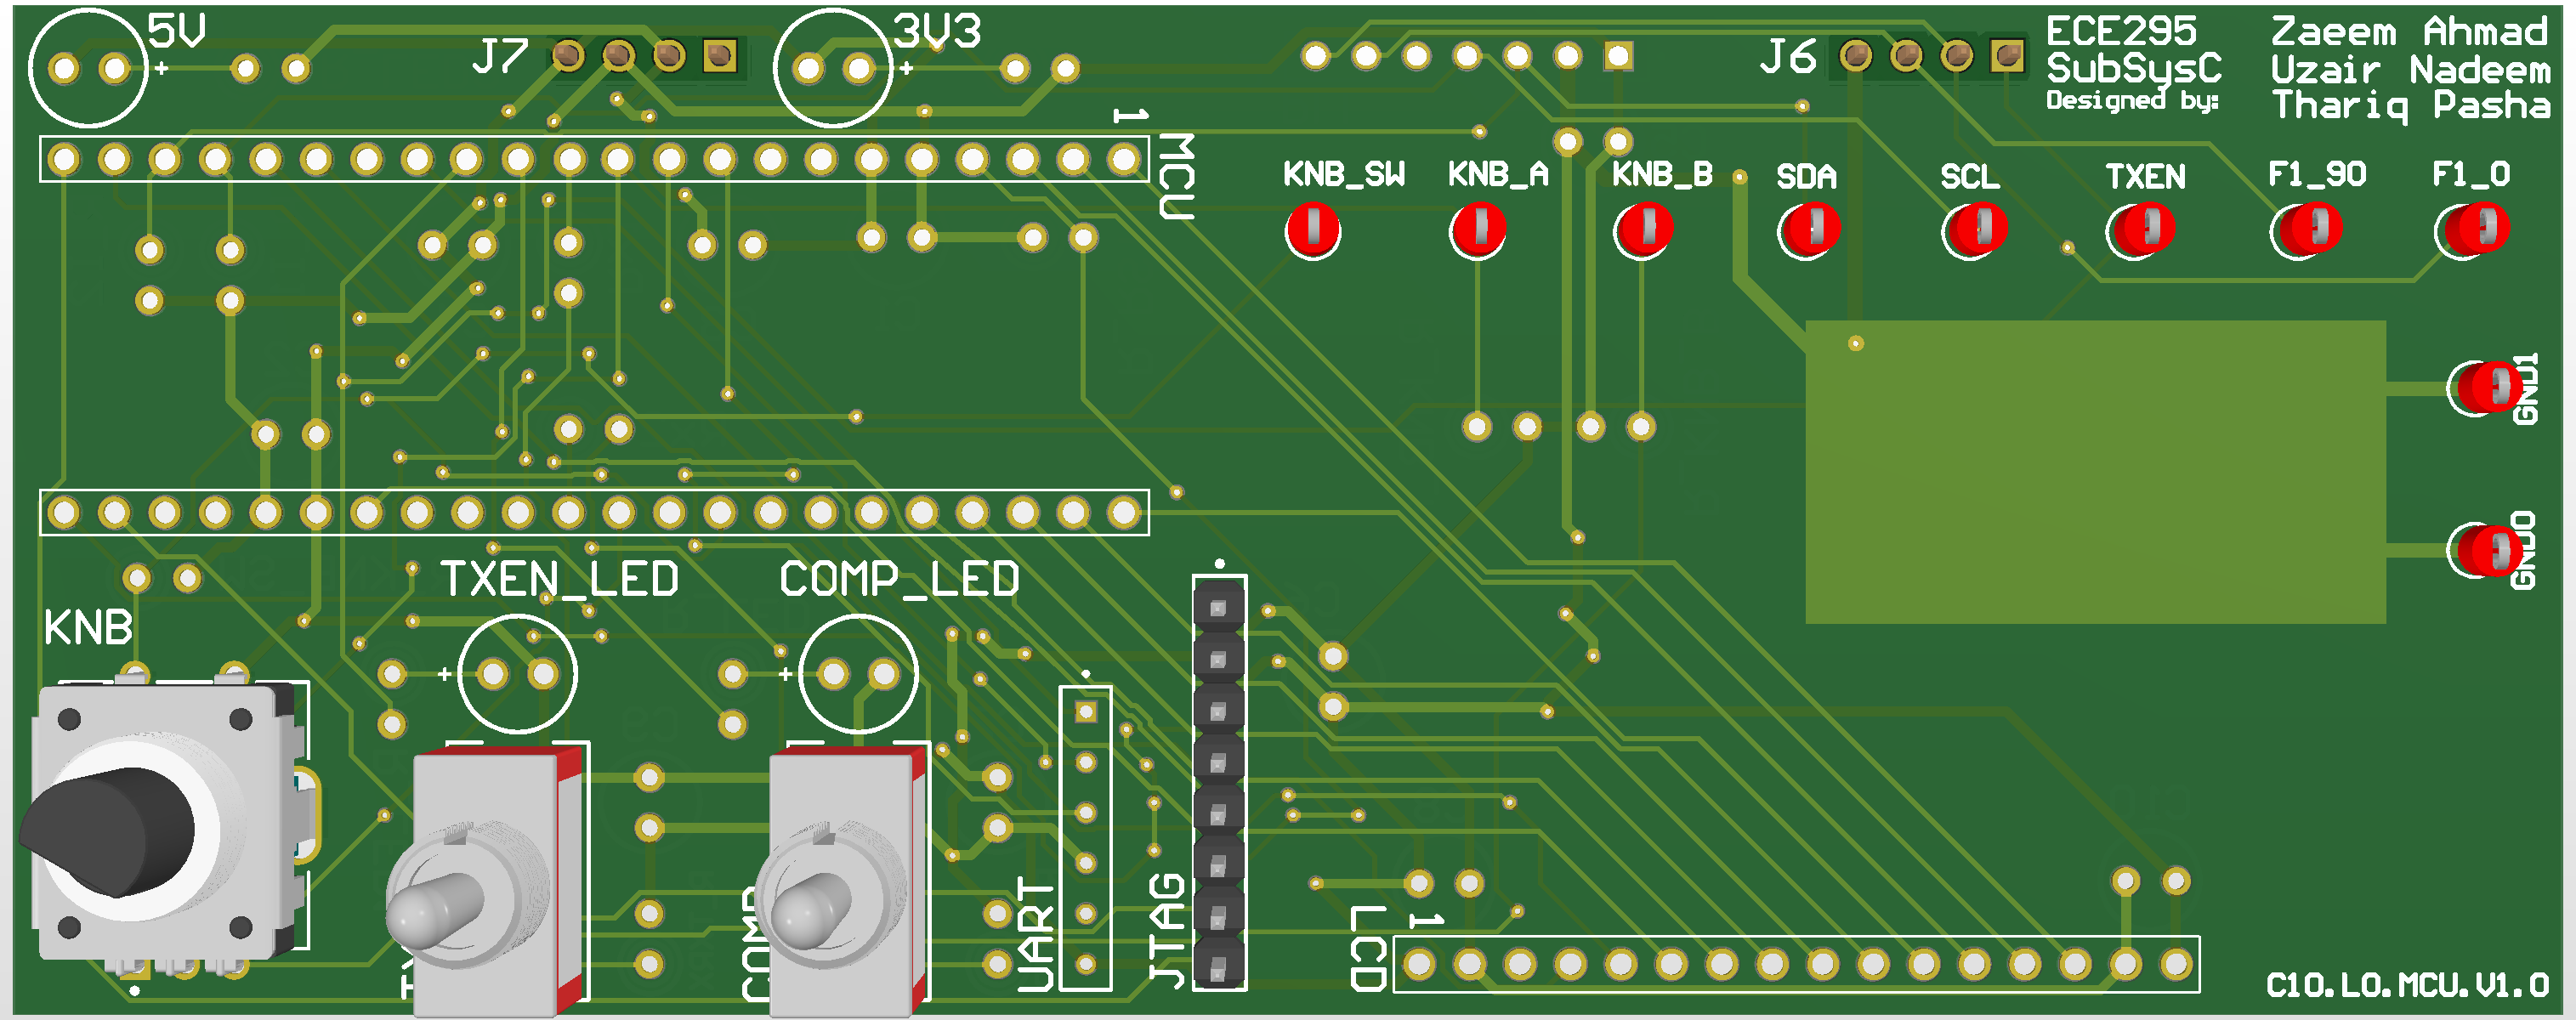 5V
J7
3V3
J6
ECE295
SubSysC
Designed by:
Zaeem Ahmad
Uzair Nadeem
Thariq Pasha
1
MCU
KNB_SW
KNB_A
KNB_B
SDA
SCL
TXEN
F1_90
F1_0
GND1
GND0
TXEN_LED
COMP_LED
KNB
COMP
UART
JTAG
LCD
1
C10.LO.MCU.V1.0